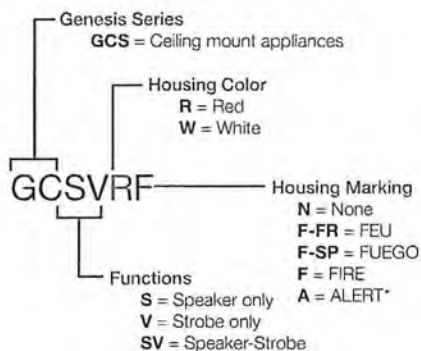 Genesis Series
GCS = Ceiling mount appliances
Housing Color
R = Red
W = White
GCSVRF
Housing Marking
N = None
F-FR = FEU
F-SP = FUEGO
F = FIRE
A = ALERT*
Functions
S = Speaker only
V = Strobe only
SV = Speaker-Strobe